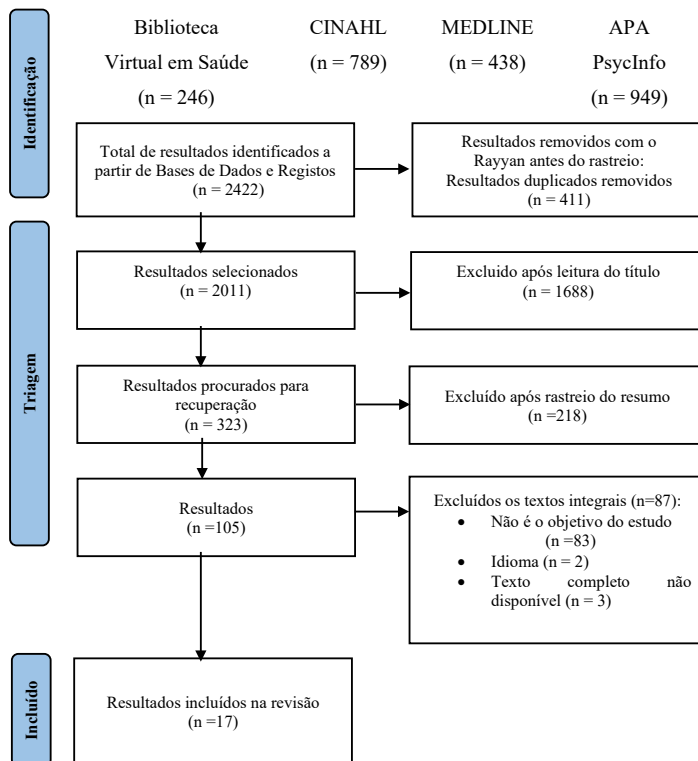 Identificação
Biblioteca
Virtual em Saúde
(n = 246)
CINAHL
(n = 789)
MEDLINE
(n = 438)
APA
PsycInfo
(n = 949)
Total de resultados identificados a
partir de Bases de Dados e Registos
(n = 2422)
Resultados removidos com o
Rayyan antes do rastreio:
Resultados duplicados removidos
(n = 411)
Triagem
Resultados selecionados
(n = 2011)
Excluido após leitura do título
(n = 1688)
Resultados procurados para
recuperação
(n = 323)
Excluído após rastreio do resumo
(n =218)
Resultados
(n =105)
Excluídos os textos integrais (n=87):
• Não é o objetivo do estudo
(n =83)
• Idioma (n = 2)
• Texto completo não
disponível (n = 3)
Incluído
Resultados incluídos na revisão
(n =17)